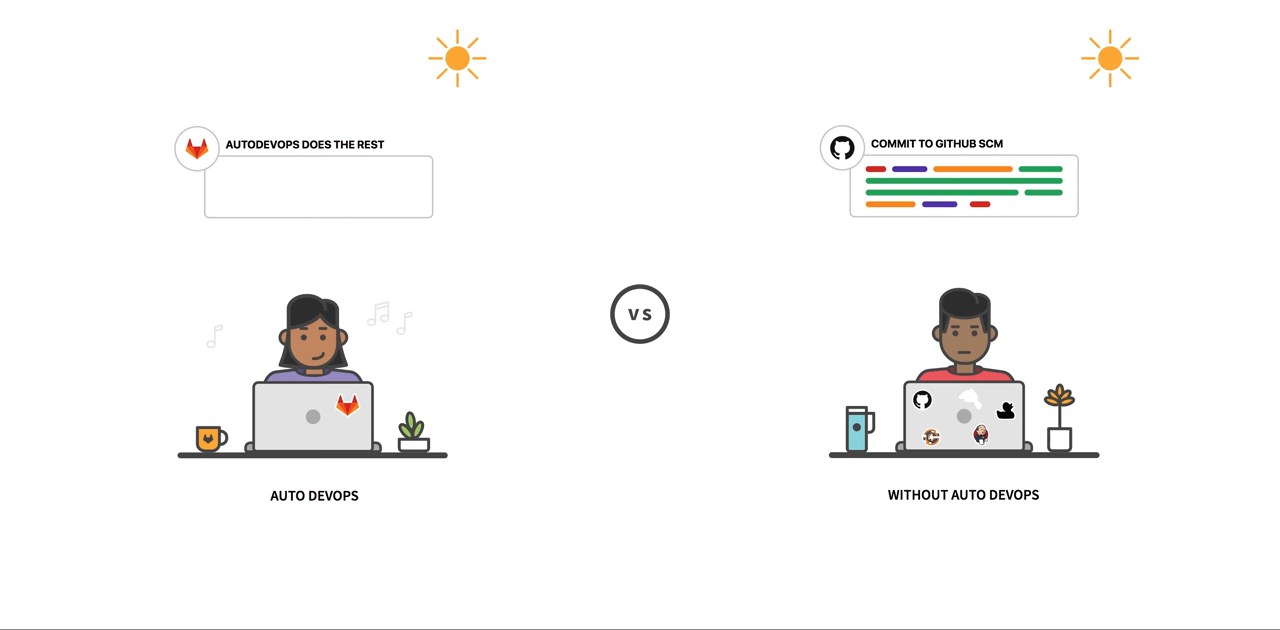 AUTODEVOPS DOES THE REST
COMMIT TO GITHUB SCM
VS
AUTO DEVOPS
WITHOUT AUTO DEVOPS